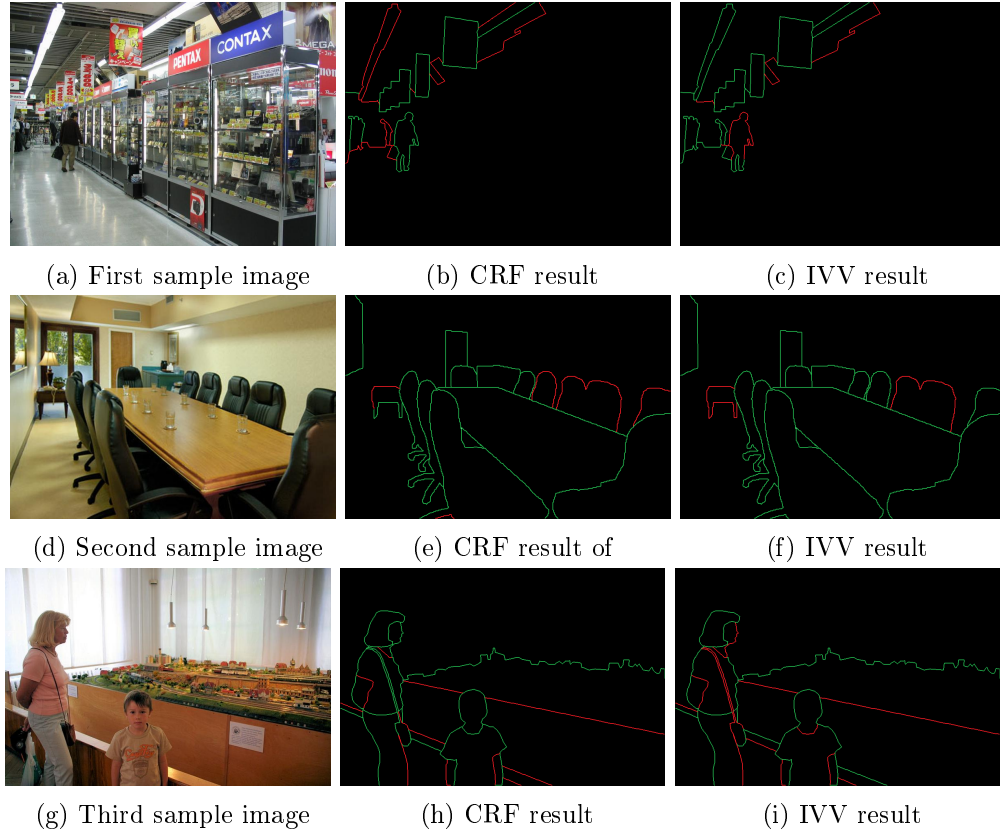 PENTAX
CONTAX
(a) First sample image
(b) CRF result
(c) IVV result
(d) Second sample image
(e) CRF result of
(f) IVV result
(g) Third sample image
(h) CRF result
(i) IVV result